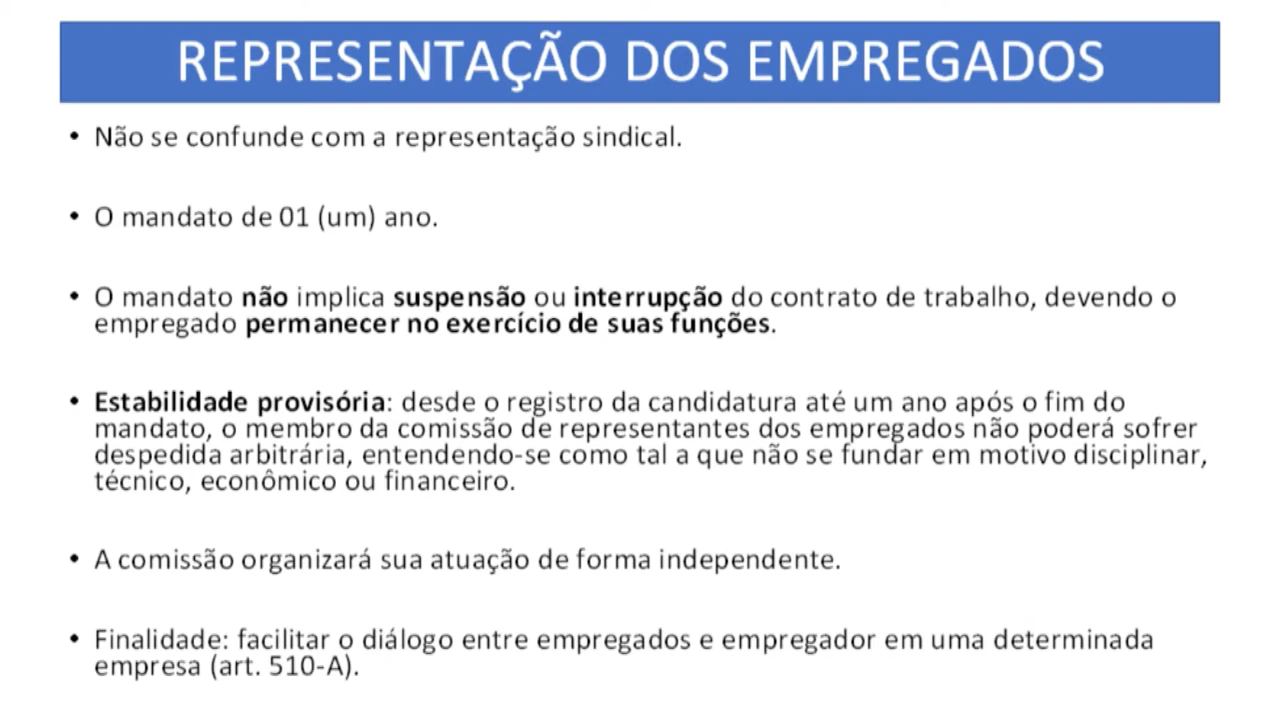 REPRESENTAÇÃO DOS EMPREGADOS
• Não se confunde com a representação sindical.
• O mandato de 01 (um) ano.
• O mandato não implica suspensão ou interrupção do contrato de trabalho, devendo o
empregado permanecer no exercício de suas funções.
• Estabilidade provisória: desde o registro da candidatura até um ano após o fim do
mandato, o membro da comissão de representantes dos empregados não poderá sofrer
despedida arbitrária, entendendo-se como tal a que não se fundar em motivo disciplinar,
técnico, econômico ou financeiro.
• A comissão organizará sua atuação de forma independente.
• Finalidade: facilitar o diálogo entre empregados e empregador em uma determinada
empresa (art. 510-A).